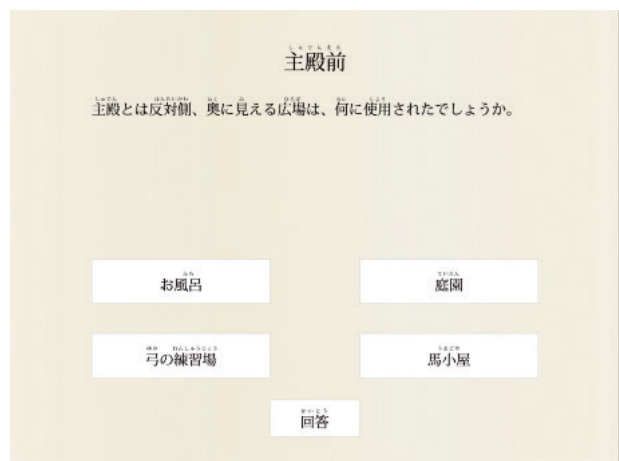 主殿前
主殿とは反対側、奥に見える広場は、何に使用されたでしょうか。
お風呂
庭園
弓の練習場
馬小屋
回答